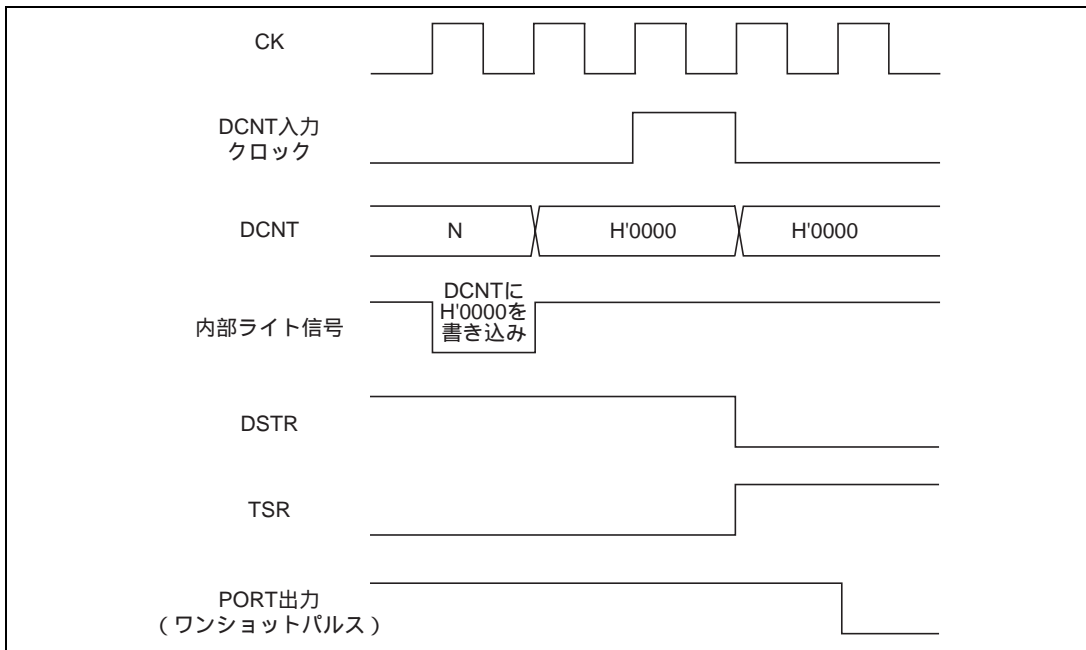 CK
DCNT入力
クロック
DCNT
N
H'0000
H'0000
内部ライト信号
DCNTに
H'0000を
書き込み
DSTR
TSR
PORT出力
（ワンショットパルス）